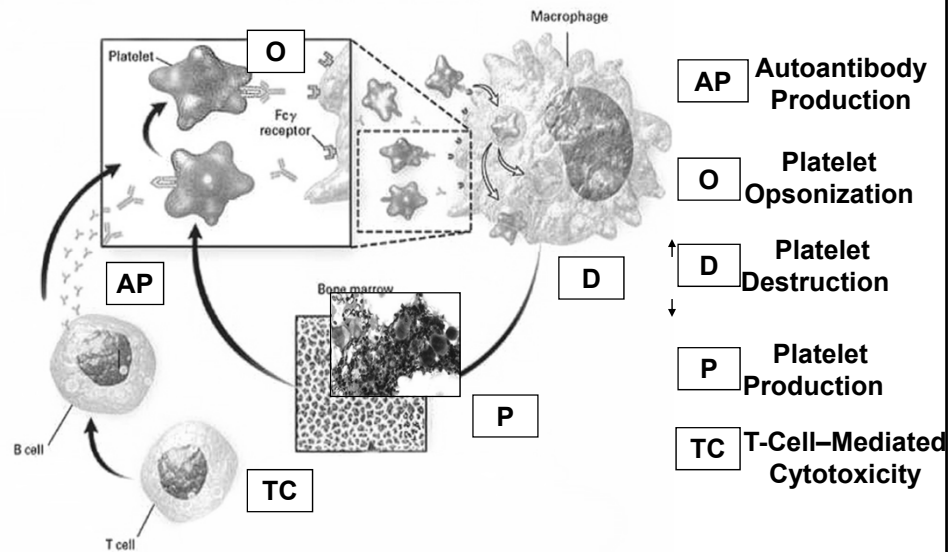 Macrophage
Platelet
O
Fcγ
receptor
AP
D
Bone marrow
P
B cell
TC
T cell
AP
Autoantibody
Production
O
Platelet
Opsonization
D
Platelet
Destruction
P
Platelet
Production
TC
T-Cell–Mediated
Cytotoxicity